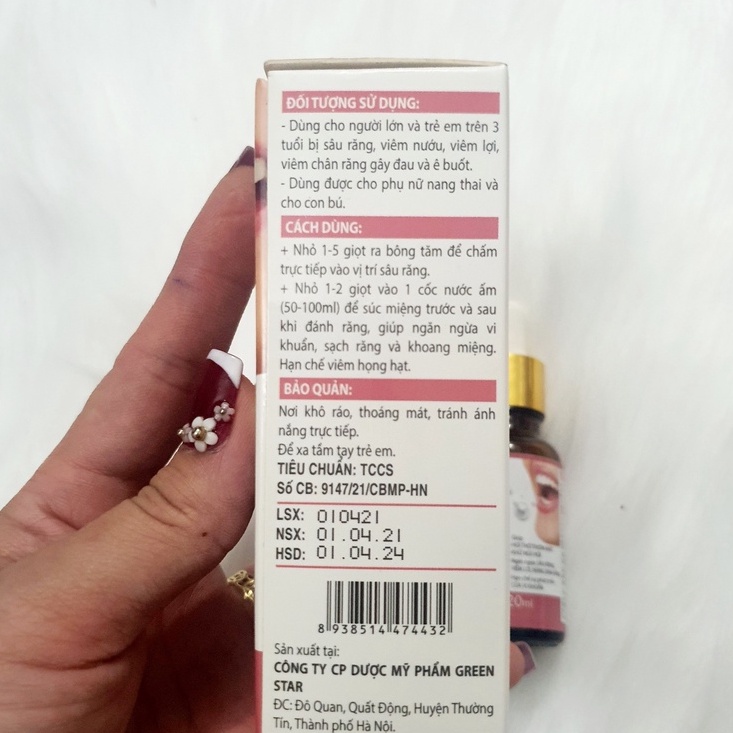 ĐỐI TƯỢNG SỬ DỤNG:
- Dùng cho người lớn và trẻ em trên 3
tuổi bị sâu răng, viêm nướu, viêm lợi,
viêm chân răng gây đau và ê buốt.
- Dùng được cho phụ nữ nang thai và
cho con bú.
CÁCH DÙNG:
+ Nhỏ 1-5 giọt ra bông tăm để chấm
trực tiếp vào vị trí sâu răng.
+ Nhỏ 1-2 giọt vào 1 cốc nước ấm
(50-100ml) để súc miệng trước và sau
khi đánh răng, giúp ngăn ngừa vi
khuẩn, sạch răng và khoang miệng.
Hạn chế viêm họng hạt.
BẢO QUẢN:
Nơi khô ráo, thoáng mát, tránh ánh
nắng trực tiếp.
Để xa tầm tay trẻ em.
TIÊU CHUẨN: TCCS
Số CB: 9147/21/CBMP-HN
LSX: 010421
NSX: 01.04.21
HSD: 01.04.24
8 938514 474432
Sản xuất tại:
CÔNG TY CP DƯỢC MỸ PHẨM GREEN
STAR
ĐC: Đô Quan, Quất Động, Huyện Thường
Tín, Thành phố Hà Nội.
20ml